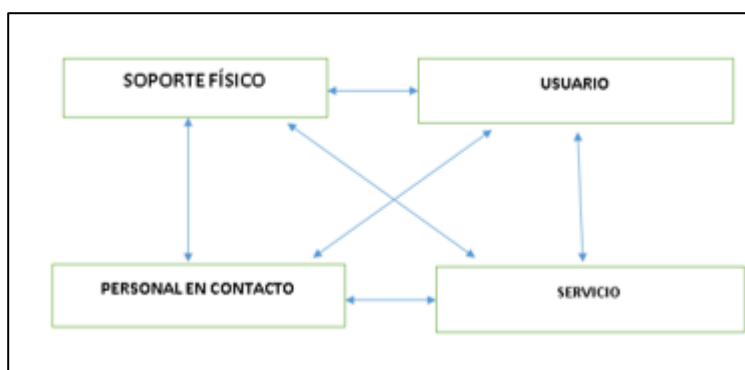 SOPORTE FÍSICO
USUARIO
PERSONAL EN CONTACTO
SERVICIO